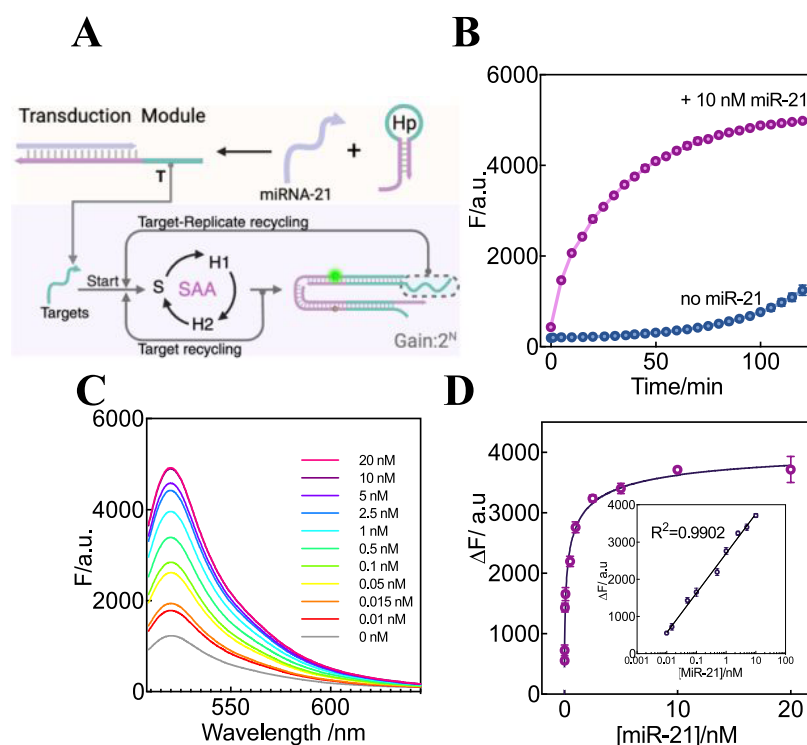 A
Transduction Module
Hp
+
miRNA-21
T
Target-Replicate recycling
Start
S
H1
SAA
H2
Targets
Target recycling
Gain:2^N
B
6000
4000
2000
0
F/a.u.
+ 10 nM miR-21
no miR-21
0
50
100
Time/min
C
6000
4000
2000
0
F/a.u.
20 nM
10 nM
5 nM
2.5 nM
1 nM
0.5 nM
0.1 nM
0.05 nM
0.015 nM
0.01 nM
0 nM
550
600
Wavelength /nm
D
4000
3000
2000
1000
0
ΔF/ a.u
R²=0.9902
4000
3000
2000
1000
0
ΔF/ a.u
0.001
0.01
0.1
1
10
100
[MiR-21]/nM
0
10
20
[miR-21]/nM